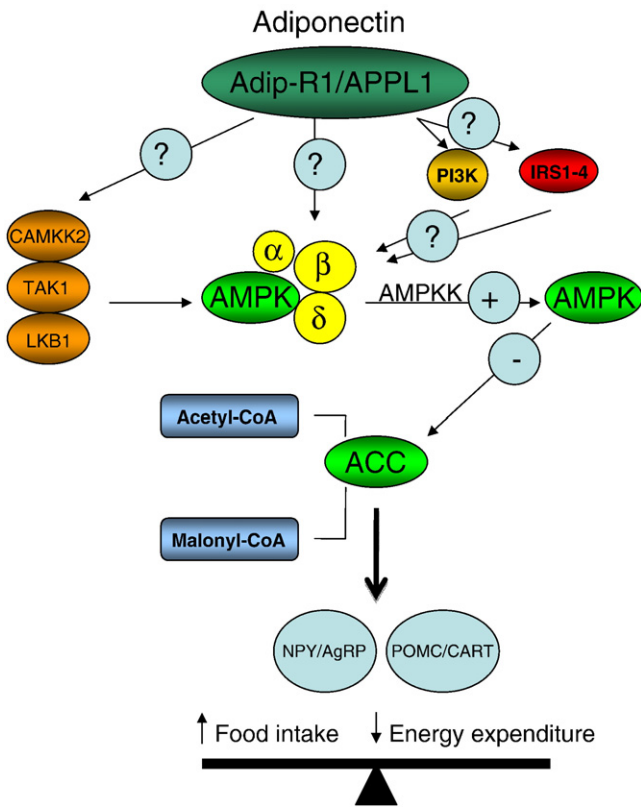 Adiponectin
Adip-R1/APPL1
?
?
?
PI3K
IRS1-4
CAMKK2
TAK1
LKB1
?
α
β
δ
AMPK
AMPKK
+
AMPK
-
Acetyl-CoA
ACC
Malonyl-CoA
NPY/AgRP
POMC/CART
↑ Food intake
↓ Energy expenditure